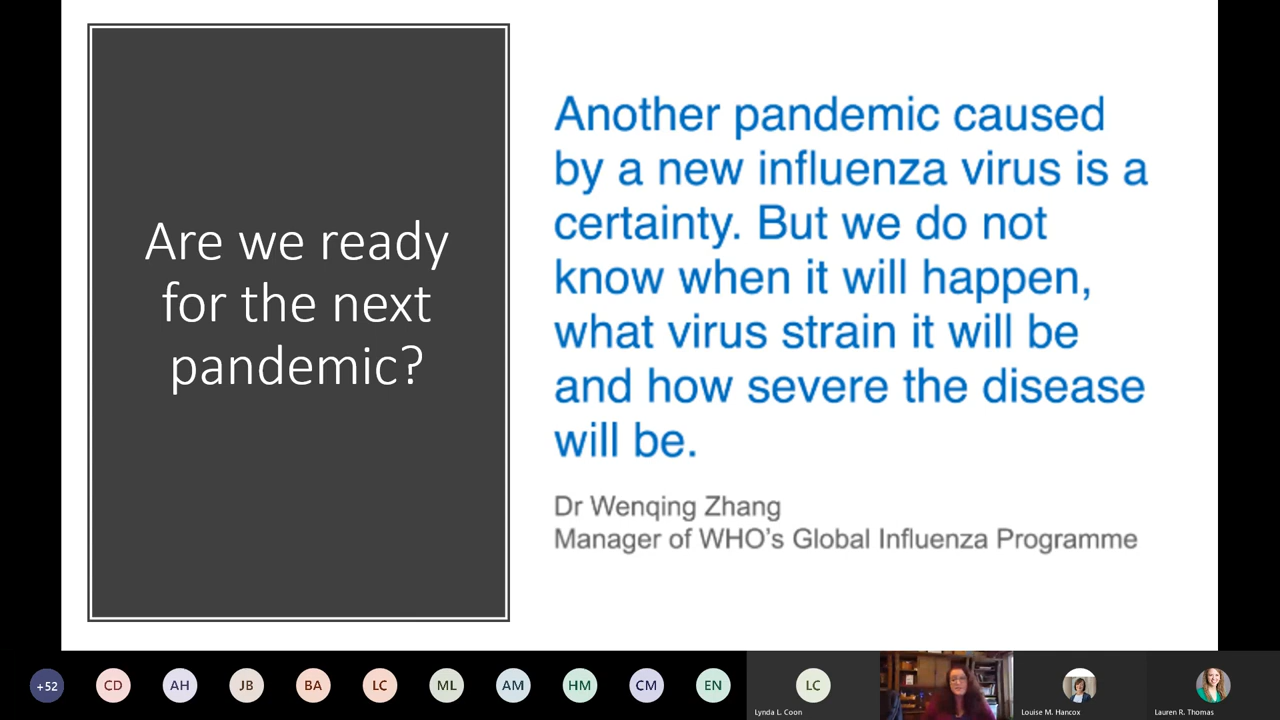 Are we ready
for the next
pandemic?
Another pandemic caused
by a new influenza virus is a
certainty. But we do not
know when it will happen,
what virus strain it will be
and how severe the disease
will be.
Dr Wenqing Zhang
Manager of WHO's Global Influenza Programme
+52
CD
AH
JB
BA
LC
ML
AM
HM
CM
EN
LC
Lynda L. Coon
Louise M. Hancox
Lauren R. Thomas